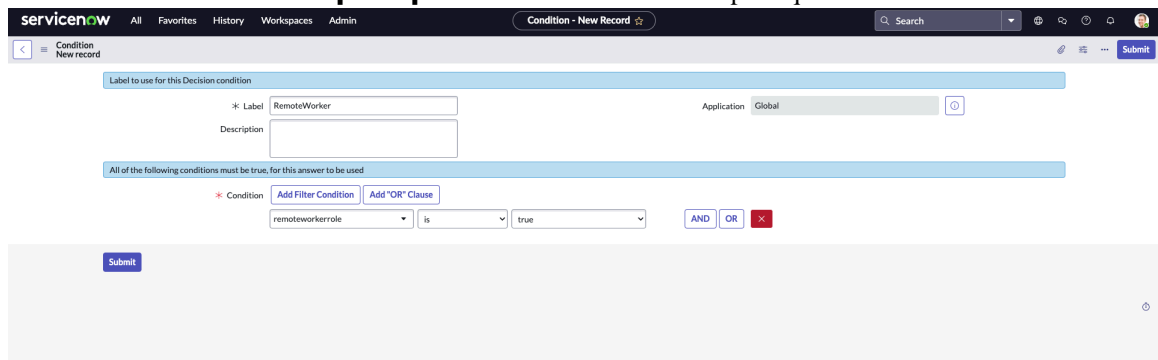 servicenow All Favorites History Workspaces Admin Condition - New Record Search
Condition
New record
Submit
Label to use for this Decision condition
Label RemoteWorker Application Global
Description
All of the following conditions must be true, for this answer to be used
Condition Add Filter Condition Add "OR" Clause
remoteworkerrole is true AND OR
Submit